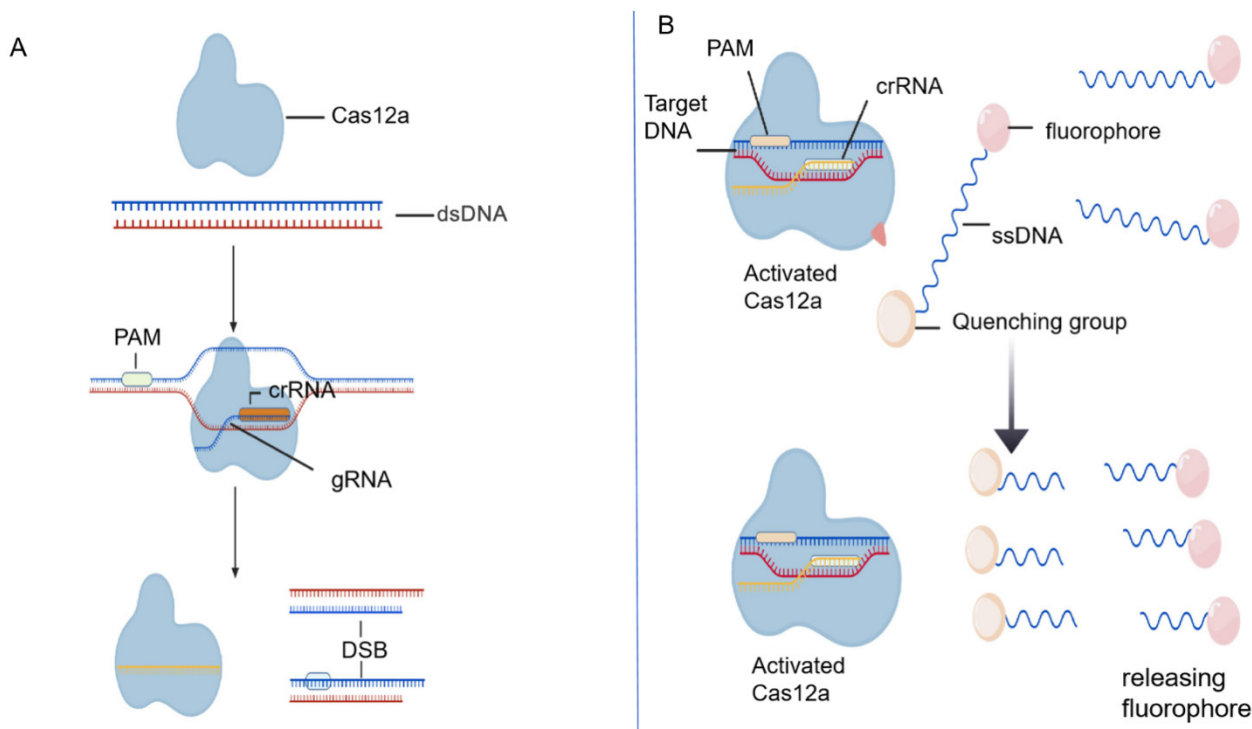 A
Cas12a
dsDNA
PAM
crRNA
gRNA
DSB
B
PAM
crRNA
Target
DNA
fluorophore
ssDNA
Activated
Cas12a
Quenching group
Activated
Cas12a
releasing
fluorophore